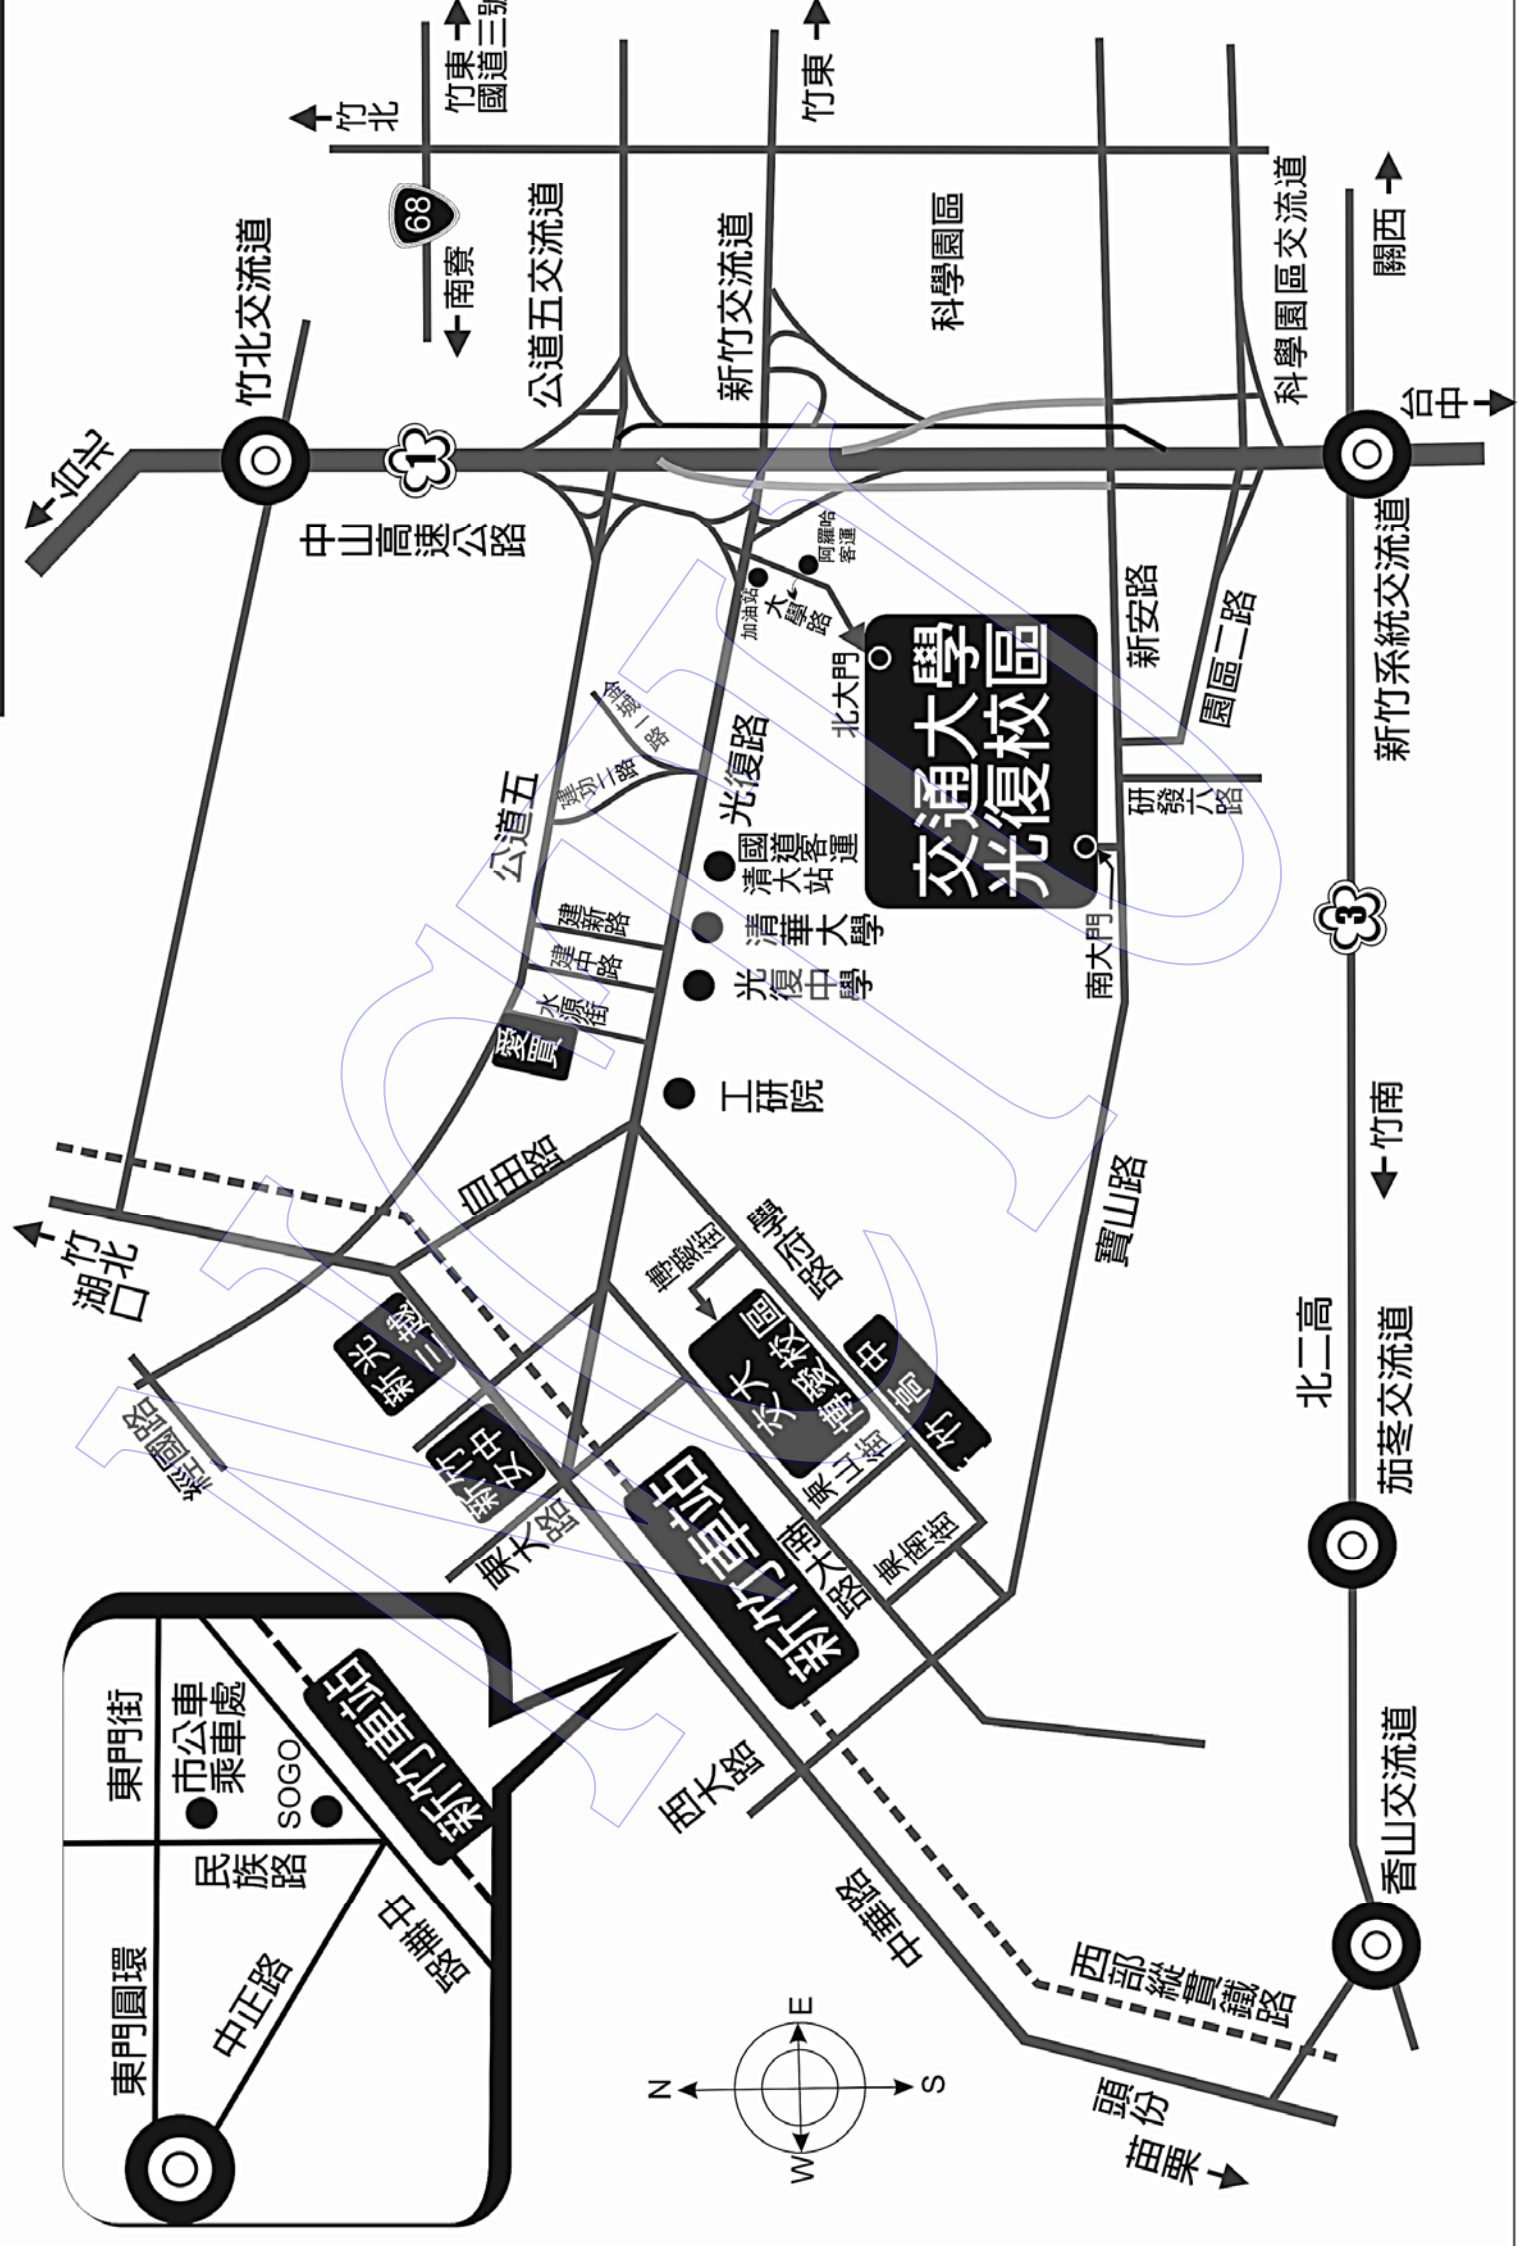 台北
竹北
湖口
竹北交流道
竹北
68
竹東
國道三號
南寮
1
中山高速公路
公道五交流道
新竹交流道
竹東
科學園區
科學園區交流道
關西
台中
新竹系統交流道
公道五
金城一路
建功二路
建新路
建中路
水源街
愛買
光復路
加油站
大學路
阿羅哈
客運
北大門
交通大學
光復校區
南大門
新安路
園區二路
研發六路
國道客運
清大站
清華大學
光復中學
工研院
自由路
經國路
新光
三越
新竹
女中
東大路
新竹車站
博愛街
學府路
交大
博愛校區
竹高中
東山街
東南街
南大路
寶山路
3
竹南
北二高
茄苳交流道
香山交流道
西大路
中華路
西部縱貫鐵路
頭份
苗栗
東門街
市公車
乘車處
SOGO
新竹車站
民族路
中華路
東門圓環
中正路
N
E
S
W